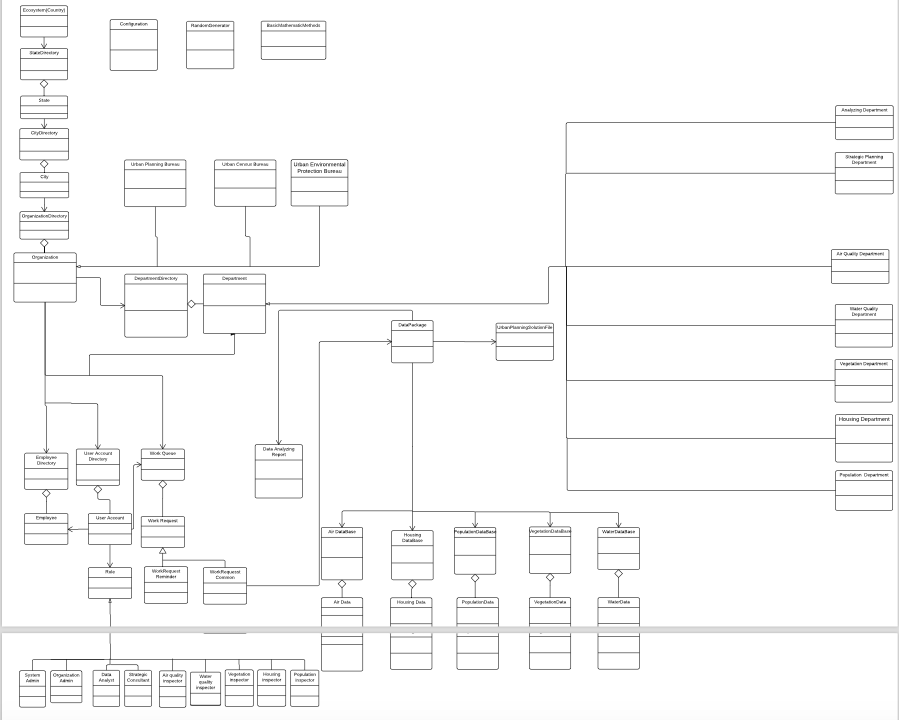 Ecosystem(Country)
Configuration
RandomGenerator
BasicMathematicMethods
StateDirectory
State
CityDirectory
City
OrganizationDirectory
Organization
Urban Planning Bureau
Urban Census Bureau
Urban Environmental
Protection Bureau
Analyzing Department
Strategic Planning
Department
Air Quality Department
Water Quality
Department
Vegetation Department
Housing Department
Population Department
DepartmentDirectory
Department
DataPackage
UrbanPlanningSolutionFile
Data Analyzing
Report
Employee
Directory
User Account
Directory
Work Queue
Employee
User Account
Work Request
Role
WorkRequest
Reminder
WorkRequest
Common
Air DataBase
Housing
DataBase
PopulationDataBase
VegetationDataBase
WaterDataBase
Air Data
Housing Data
PopulationData
VegetationData
WaterData
System
Admin
Organization
Admin
Data
Analyst
Strategic
Consultant
Air quality
inspector
Water
quality
inspector
Vegetation
inspector
Housing
inspector
Population
inspector